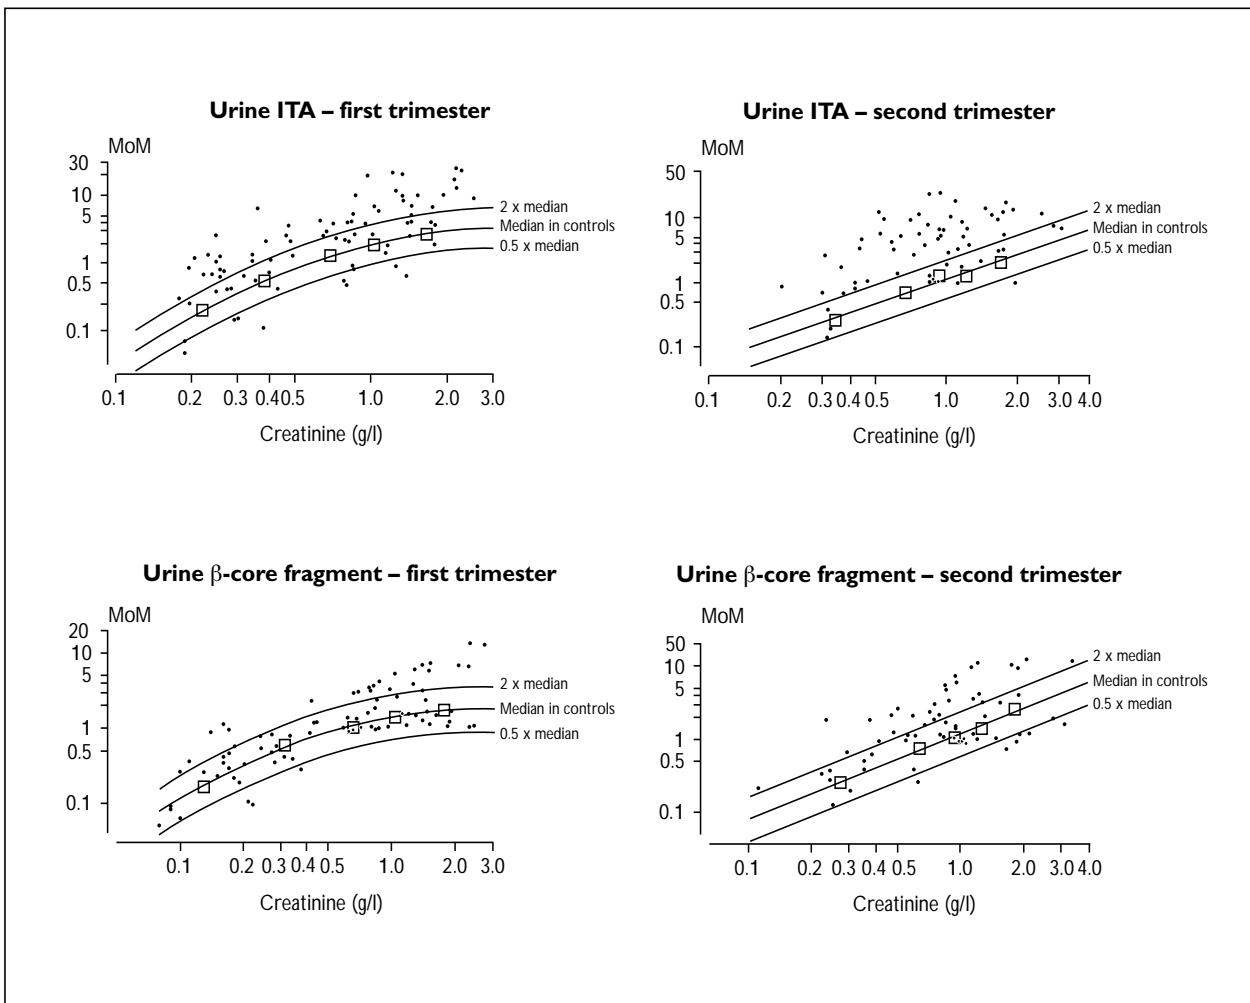 Urine ITA – first trimester
MoM
30
10
5
1
0.5
0.1
2 x median
Median in controls
0.5 x median
0.1 0.2 0.3 0.4 0.5 1.0 2.0 3.0
Creatinine (g/l)
Urine ITA – second trimester
MoM
50
10
5
1
0.5
0.1
2 x median
Median in controls
0.5 x median
0.1 0.2 0.3 0.4 0.5 1.0 2.0 3.0 4.0
Creatinine (g/l)
Urine β-core fragment – first trimester
MoM
20
10
5
1
0.5
0.1
2 x median
Median in controls
0.5 x median
0.1 0.2 0.3 0.4 0.5 1.0 2.0 3.0
Creatinine (g/l)
Urine β-core fragment – second trimester
MoM
50
10
5
1
0.5
0.1
2 x median
Median in controls
0.5 x median
0.1 0.2 0.3 0.4 0.5 1.0 2.0 3.0 4.0
Creatinine (g/l)